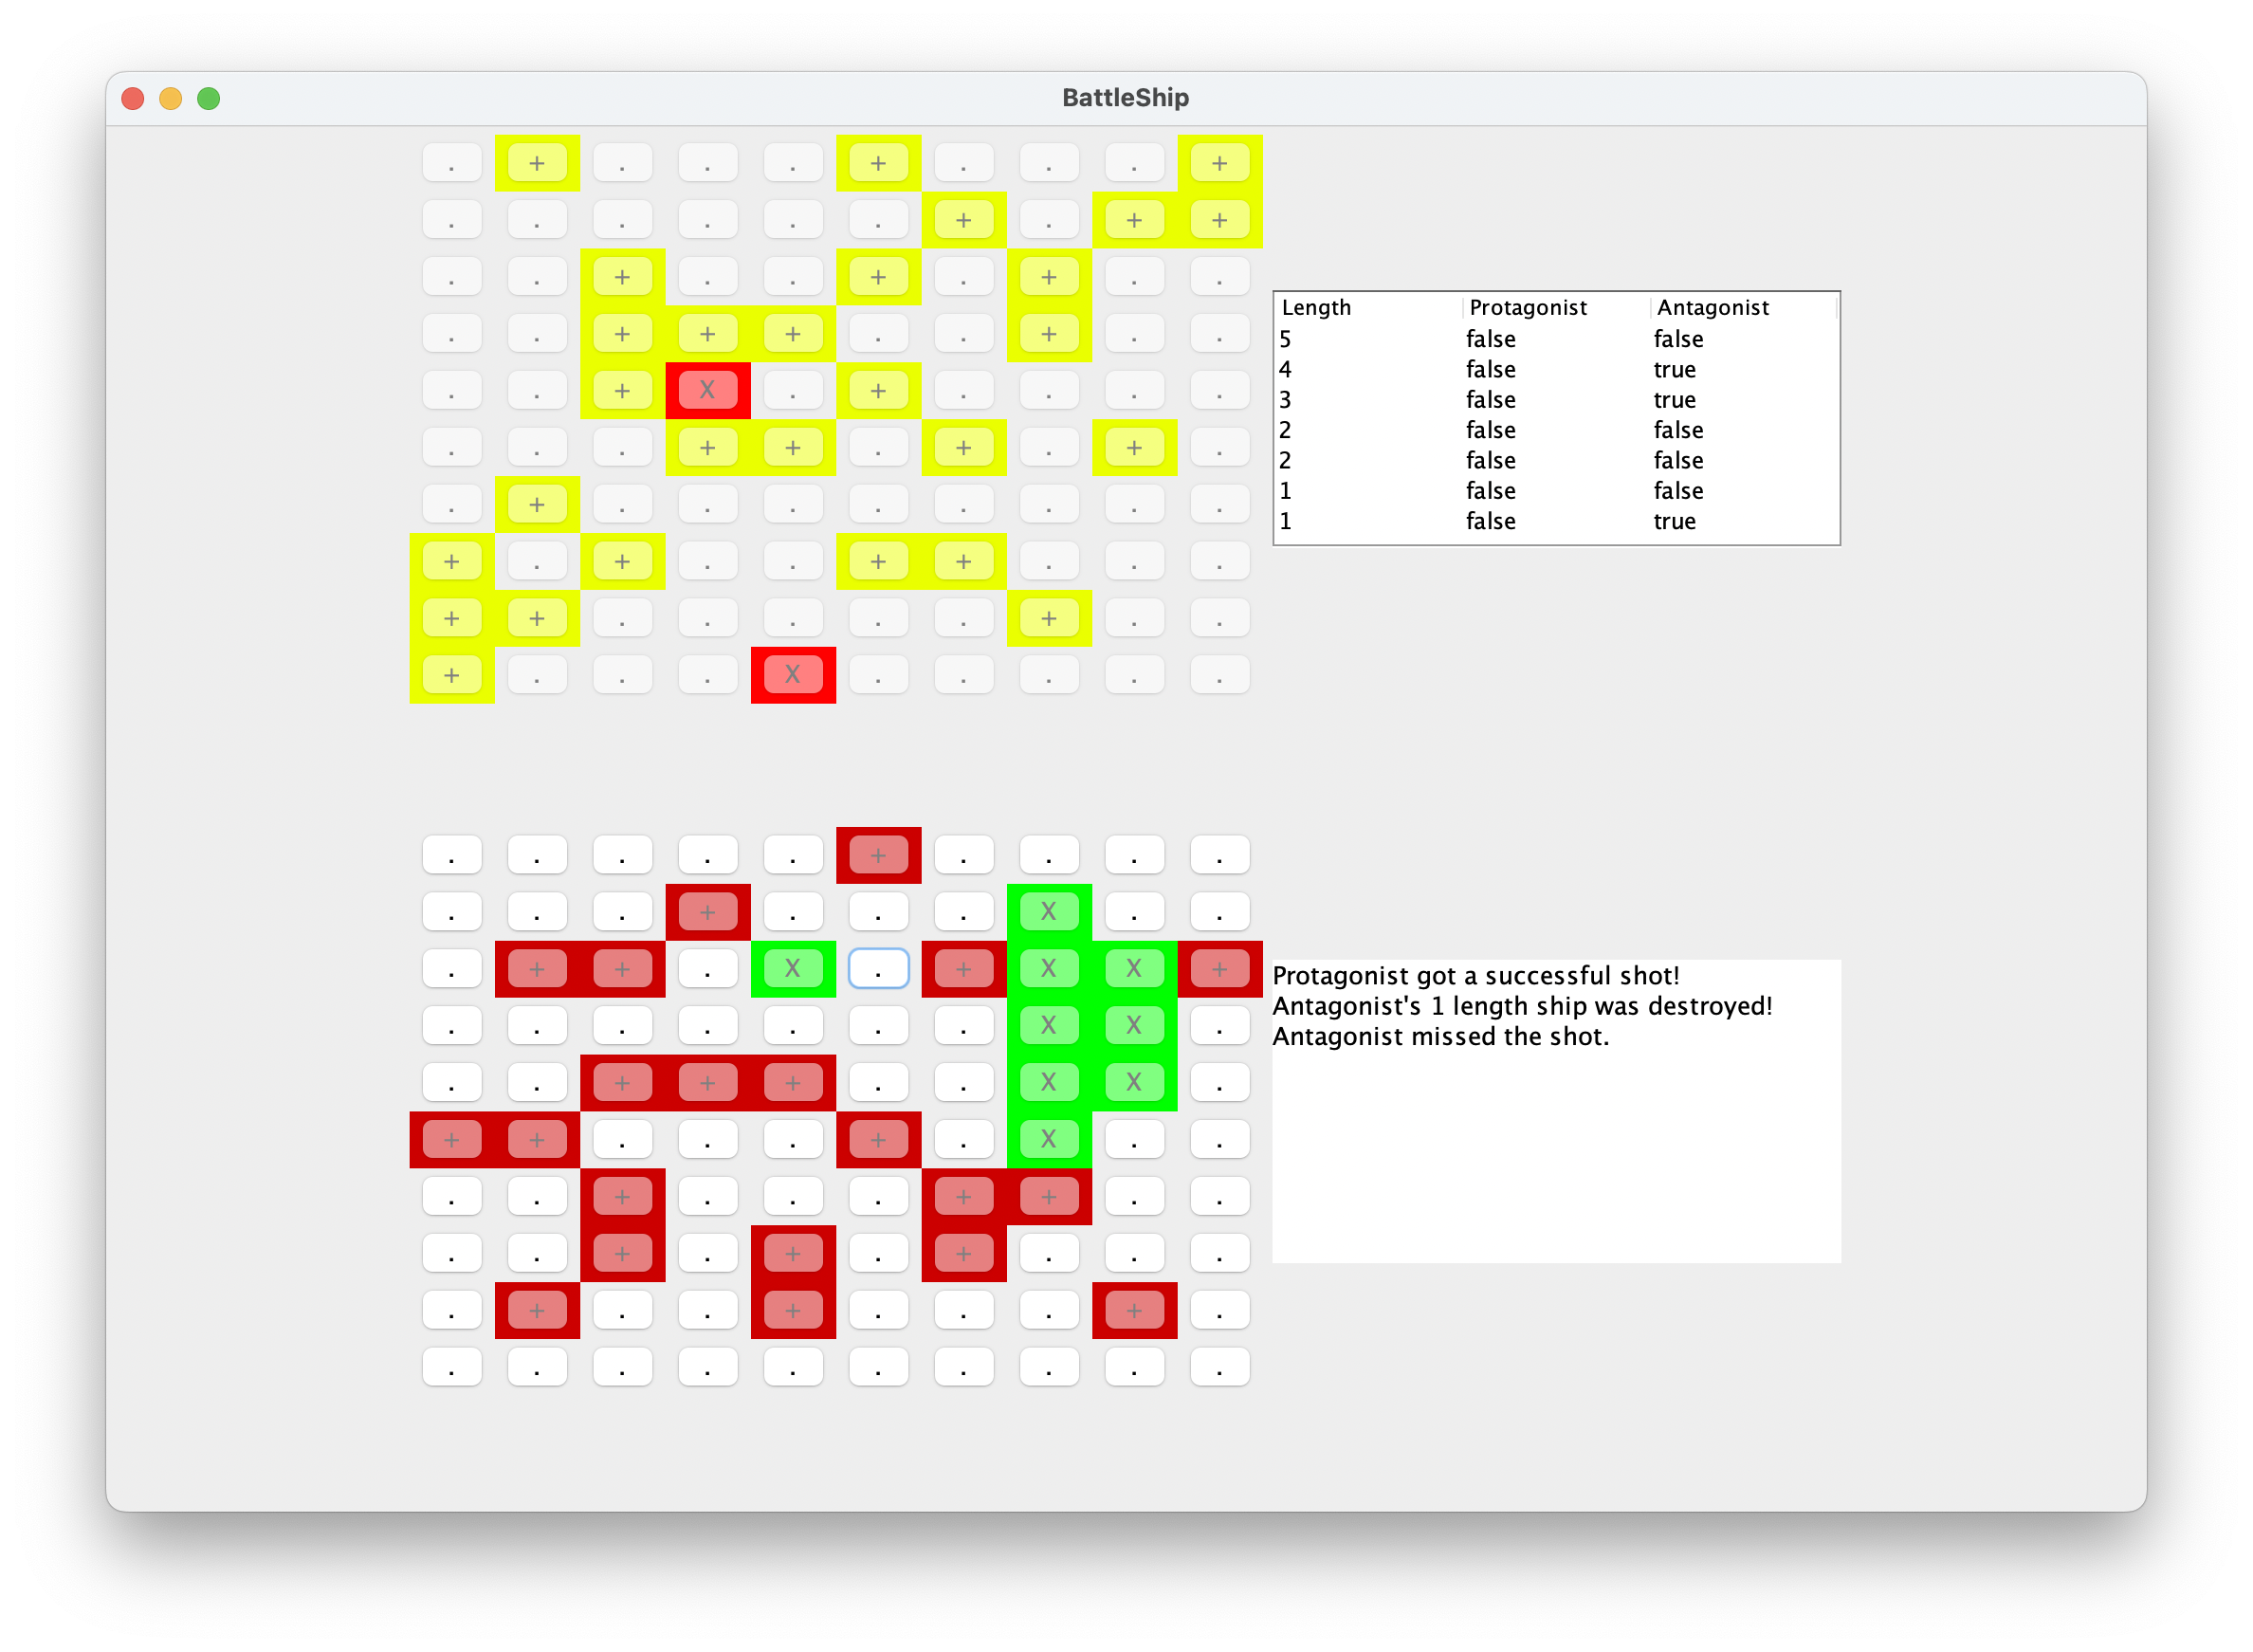 BattleShip
. + . . . + . . . +
. . . . . . + . + +
. . + . . + . + . .
. . + + + . . + . .
. . + X . + . . . .
. . . + + . + . + .
. + . . . . . . . .
+ . + . . + + . . .
+ + . . . . . + . .
+ . . . X . . . . .
Length Protagonist Antagonist
5 false false
4 false true
3 false true
2 false false
2 false false
1 false false
1 false true
. . . . . + . . . .
. . . + . . . X . .
. + + . X . + X X +
. . . . . . . X X .
. . + + + . . X X .
+ + . . . + . X . .
. . + . . . + + . .
. . + . + . + . . .
. + . . + . . . + .
. . . . . . . . . .
Protagonist got a successful shot!
Antagonist's 1 length ship was destroyed!
Antagonist missed the shot.